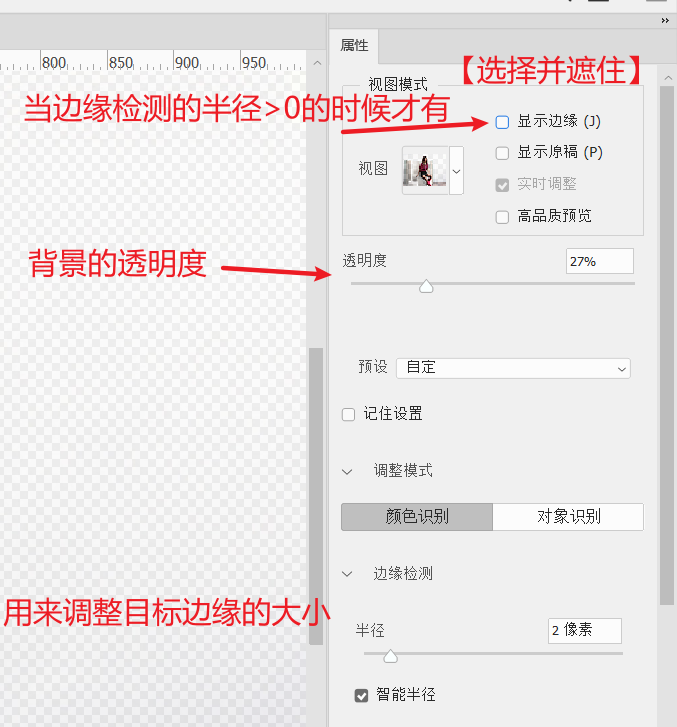 »
属性
800 850 900 950
【选择并遮住】
视图模式
当边缘检测的半径>0的时候才有
显示边缘 (J)
显示原稿 (P)
视图
实时调整
高品质预览
背景的透明度
透明度 27%
预设 自定
记住设置
调整模式
颜色识别 对象识别
边缘检测
用来调整目标边缘的大小
半径 2 像素
智能半径